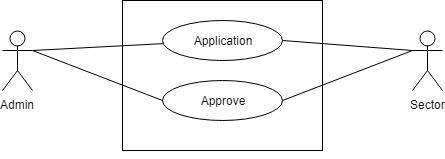 Application
Approve
Admin
Sector